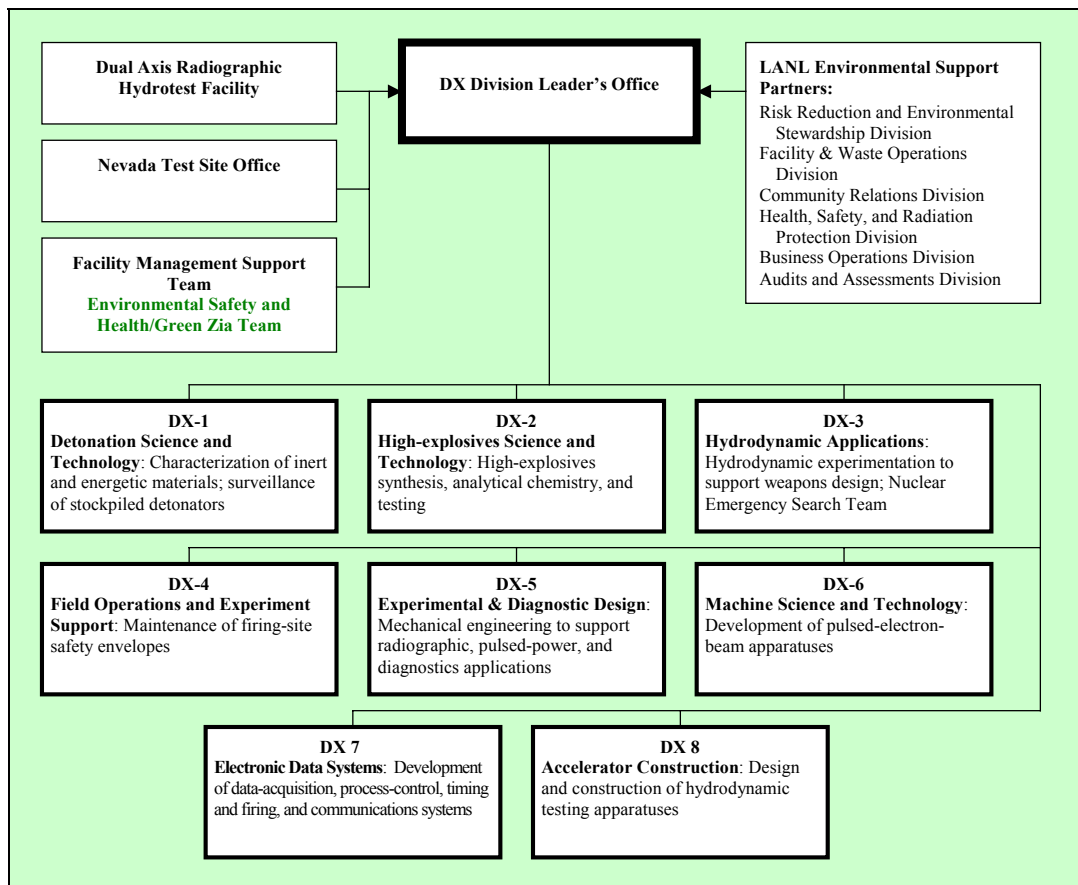 Dual Axis Radiographic
Hydrotest Facility
Nevada Test Site Office
Facility Management Support
Team
Environmental Safety and
Health/Green Zia Team
DX Division Leader’s Office
LANL Environmental Support
Partners:
Risk Reduction and Environmental
Stewardship Division
Facility & Waste Operations
Division
Community Relations Division
Health, Safety, and Radiation
Protection Division
Business Operations Division
Audits and Assessments Division
DX-1
Detonation Science and
Technology: Characterization of inert
and energetic materials; surveillance
of stockpiled detonators
DX-2
High-explosives Science and
Technology: High-explosives
synthesis, analytical chemistry, and
testing
DX-3
Hydrodynamic Applications:
Hydrodynamic experimentation to
support weapons design; Nuclear
Emergency Search Team
DX-4
Field Operations and Experiment
Support: Maintenance of firing-site
safety envelopes
DX-5
Experimental & Diagnostic Design:
Mechanical engineering to support
radiographic, pulsed-power, and
diagnostics applications
DX-6
Machine Science and Technology:
Development of pulsed-electron-
beam apparatuses
DX 7
Electronic Data Systems: Development
of data-acquisition, process-control, timing
and firing, and communications systems
DX 8
Accelerator Construction: Design
and construction of hydrodynamic
testing apparatuses